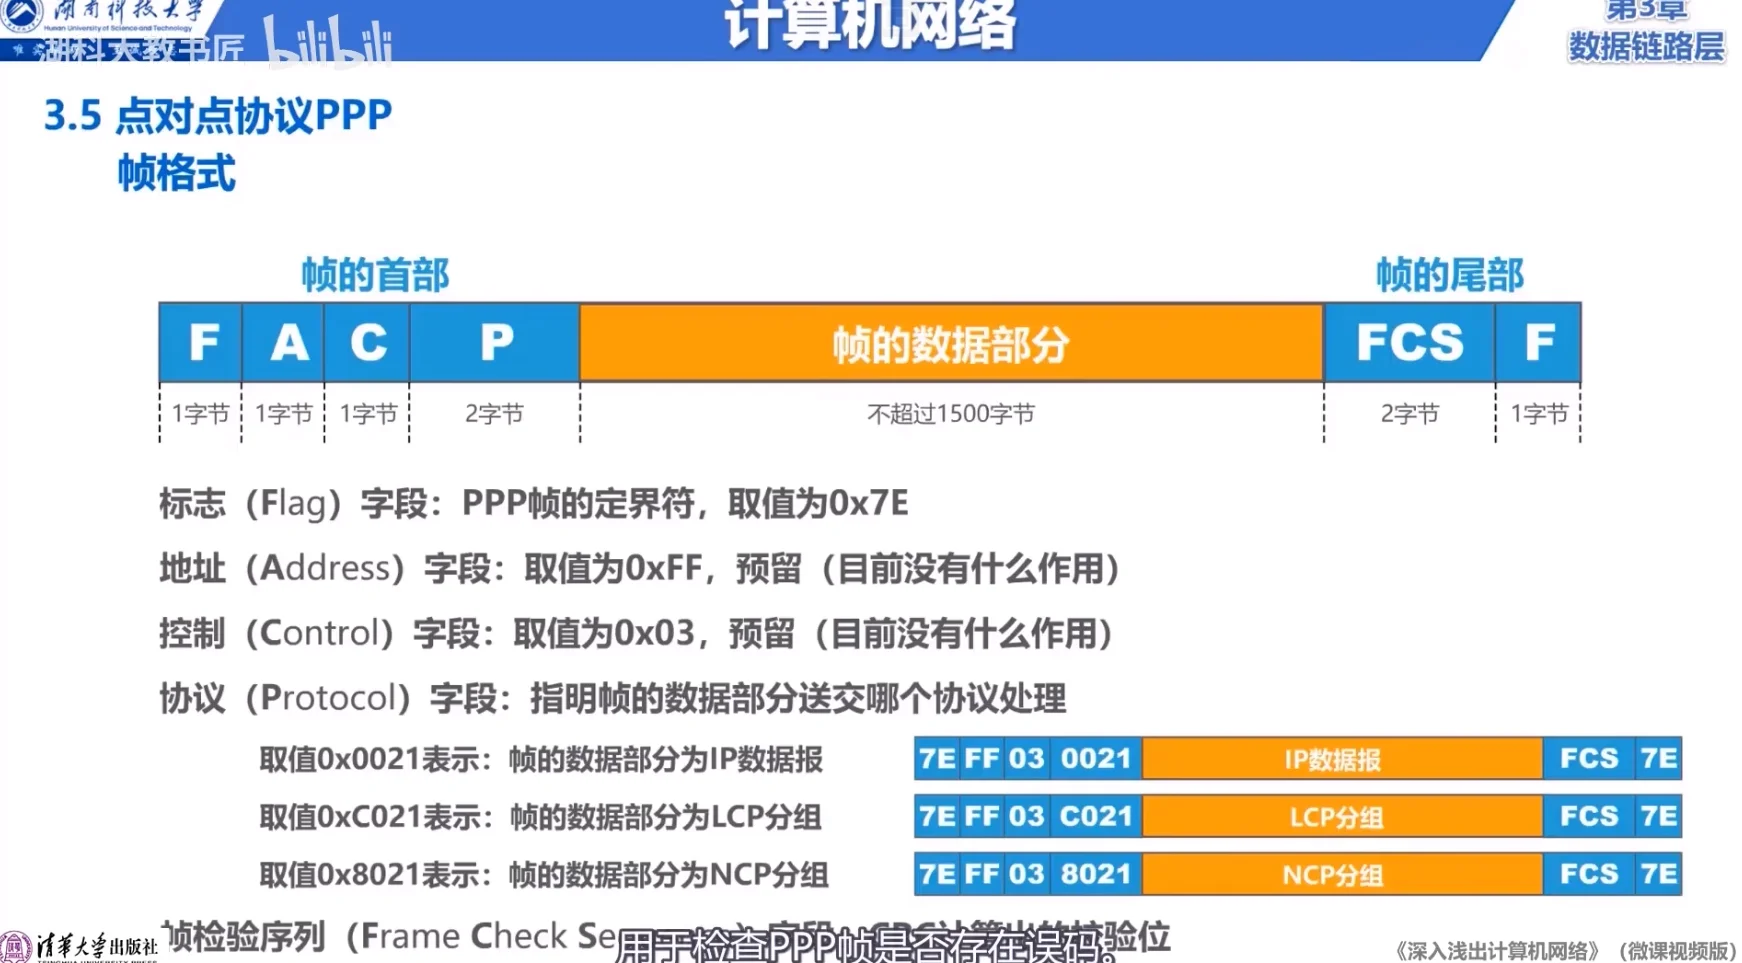 湖南科技大学
Hunan University of Science and Technology
计算机网络
第3章
数据链路层
湖科大教书匠 bilibili
3.5 点对点协议PPP
帧格式
帧的首部 帧的尾部
F A C P 帧的数据部分 FCS F
1字节 1字节 1字节 2字节 不超过1500字节 2字节 1字节
标志（Flag）字段：PPP帧的定界符，取值为0x7E
地址（Address）字段：取值为0xFF，预留（目前没有什么作用）
控制（Control）字段：取值为0x03，预留（目前没有什么作用）
协议（Protocol）字段：指明帧的数据部分送交哪个协议处理
取值0x0021表示：帧的数据部分为IP数据报 7E FF 03 0021 IP数据报 FCS 7E
取值0xC021表示：帧的数据部分为LCP分组 7E FF 03 C021 LCP分组 FCS 7E
取值0x8021表示：帧的数据部分为NCP分组 7E FF 03 8021 NCP分组 FCS 7E
帧检验序列（Frame Check Se 验位
用于检查PPP帧是否存在误码。
清华大学出版社
TSINGHUA UNIVERSITY PRESS
《深入浅出计算机网络》（微课视频版）